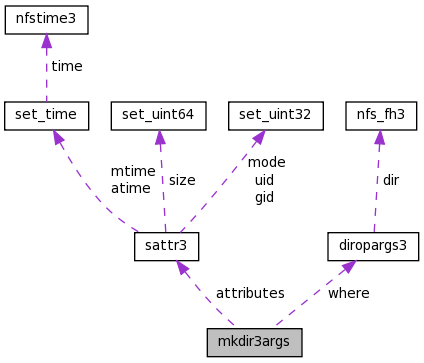 nfstime3
time
set_time
set_uint64
set_uint32
nfs_fh3
mtime
atime
size
mode
uid
gid
dir
sattr3
diropargs3
attributes
where
mkdir3args